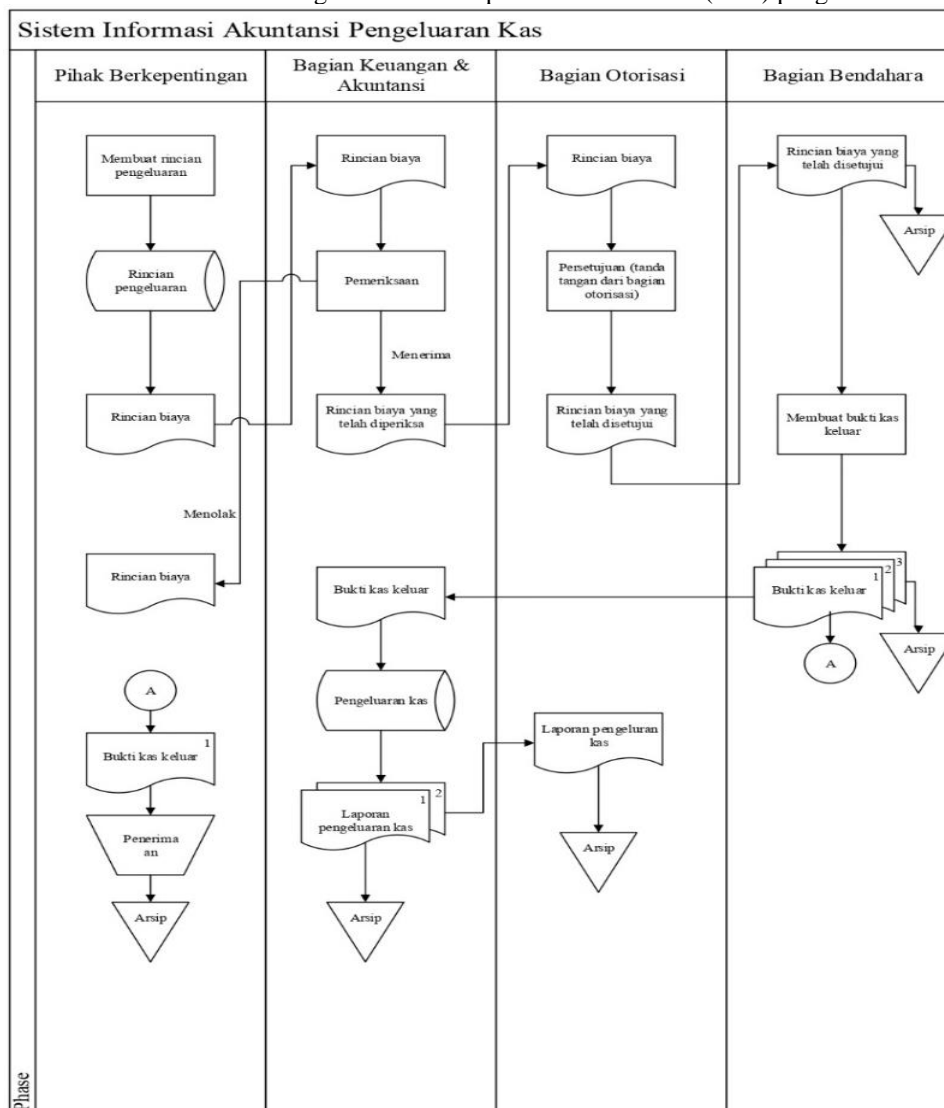 Sistem Informasi Akuntansi Pengeluaran Kas
Pihak Berkepentingan
Bagian Keuangan &
Akuntansi
Bagian Otorisasi
Bagian Bendahara
Membuat rincian
pengeluaran
Rincian
pengeluaran
Rincian biaya
Menolak
Rincian biaya
A
1
Bukti kas keluar
Penerima
an
Arsip
Rincian biaya
Pemeriksaan
Menerima
Rincian biaya yang
telah diperiksa
Bukti kas keluar
Pengeluaran kas
1
2
Laporan
pengeluaran kas
Arsip
Rincian biaya
Persetujuan (tanda
tangan dari bagian
otorisasi)
Rincian biaya yang
telah disetujui
Laporan pengeluran
kas
Arsip
Rincian biaya yang
telah disetujui
Arsip
Membuat bukti kas
keluar
1
2
3
Bukti kas keluar
A
Arsip
Phase